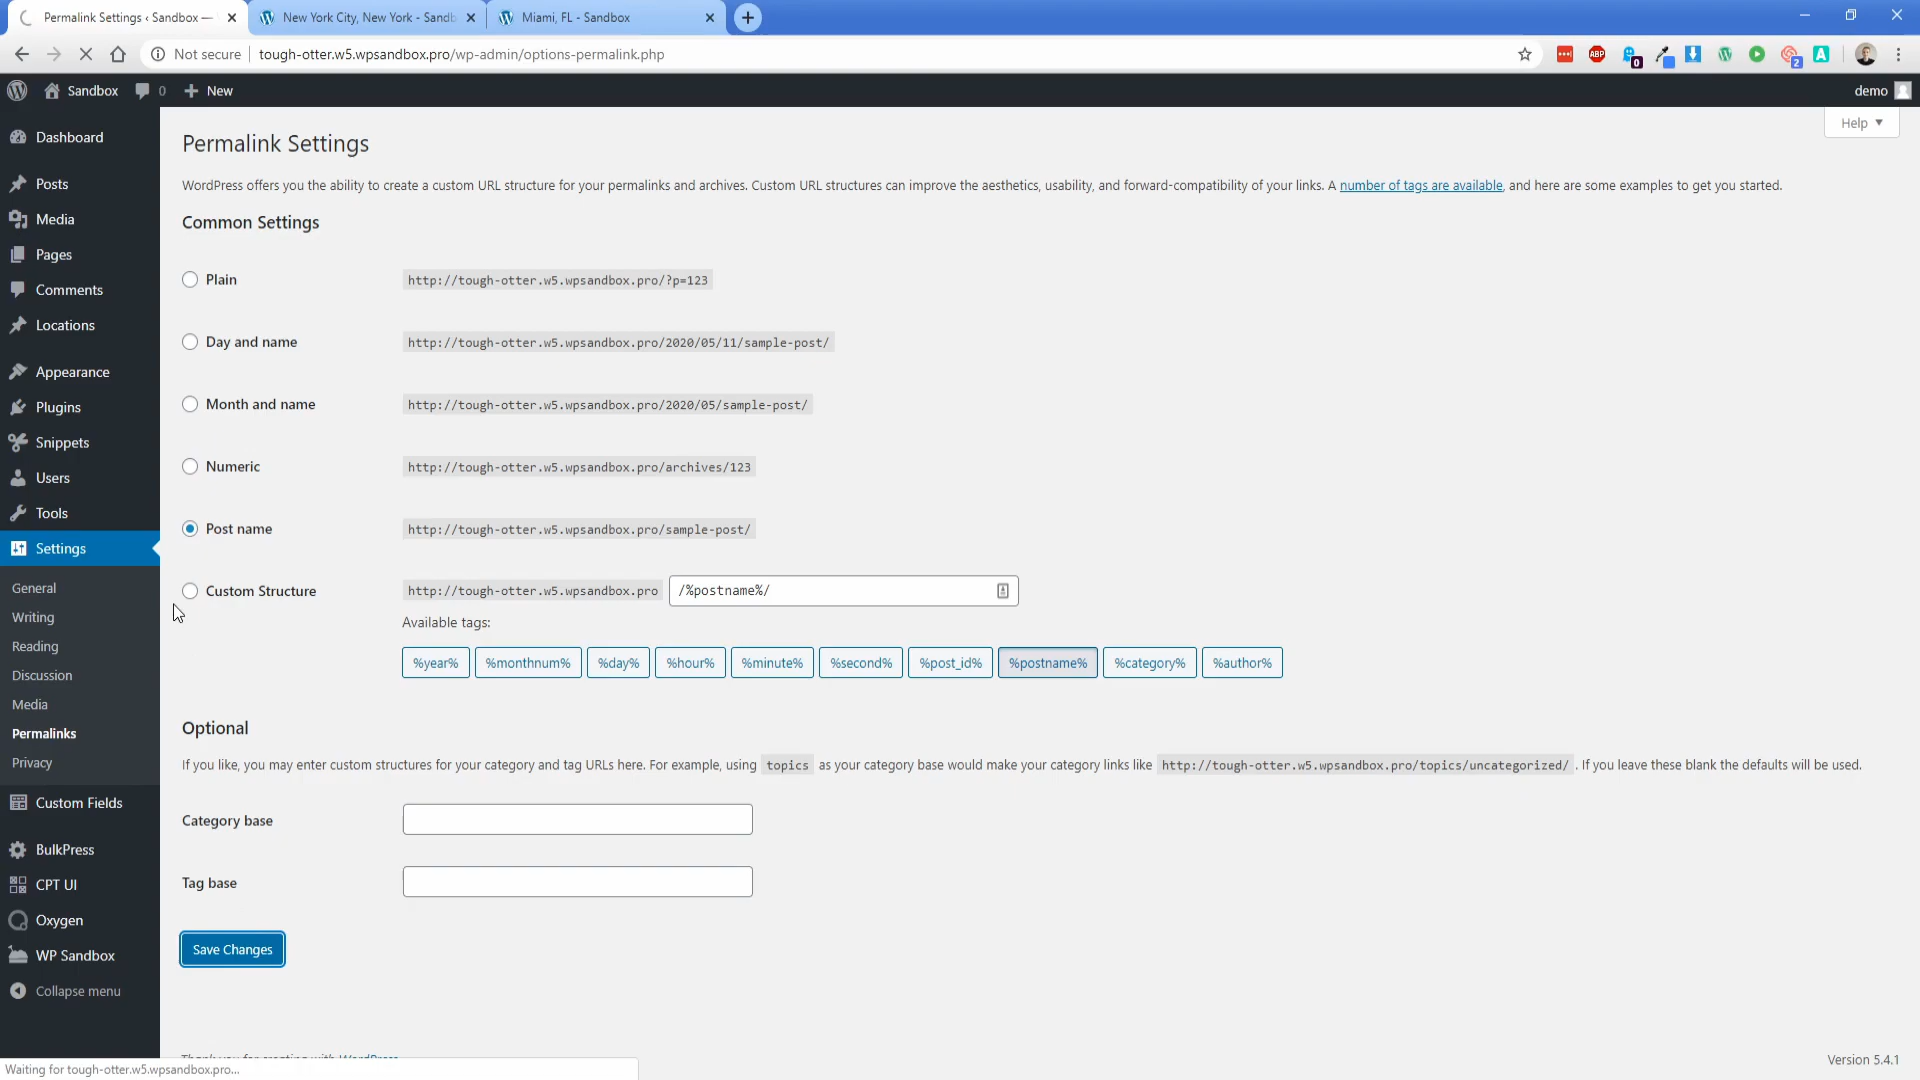 Permalink Settings ‹ Sandbox —
New York City, New York - Sandb
Miami, FL - Sandbox
Not secure
tough-otter.w5.wpsandbox.pro/wp-admin/options-permalink.php
ABP
0
2
A
Sandbox
0
New
demo
Help
Dashboard
Posts
Media
Pages
Comments
Locations
Appearance
Plugins
Snippets
Users
Tools
Settings
General
Writing
Reading
Discussion
Media
Permalinks
Privacy
Custom Fields
BulkPress
CPT UI
Oxygen
WP Sandbox
Collapse menu
Permalink Settings
WordPress offers you the ability to create a custom URL structure for your permalinks and archives. Custom URL structures can improve the aesthetics, usability, and forward-compatibility of your links. A number of tags are available, and here are some examples to get you started.
Common Settings
Plain http://tough-otter.w5.wpsandbox.pro/?p=123
Day and name http://tough-otter.w5.wpsandbox.pro/2020/05/11/sample-post/
Month and name http://tough-otter.w5.wpsandbox.pro/2020/05/sample-post/
Numeric http://tough-otter.w5.wpsandbox.pro/archives/123
Post name http://tough-otter.w5.wpsandbox.pro/sample-post/
Custom Structure http://tough-otter.w5.wpsandbox.pro /%postname%/
Available tags:
%year% %monthnum% %day% %hour% %minute% %second% %post_id% %postname% %category% %author%
Optional
If you like, you may enter custom structures for your category and tag URLs here. For example, using topics as your category base would make your category links like http://tough-otter.w5.wpsandbox.pro/topics/uncategorized/ . If you leave these blank the defaults will be used.
Category base
Tag base
Save Changes
Thank you for creating with WordPress.
Version 5.4.1
Waiting for tough-otter.w5.wpsandbox.pro...